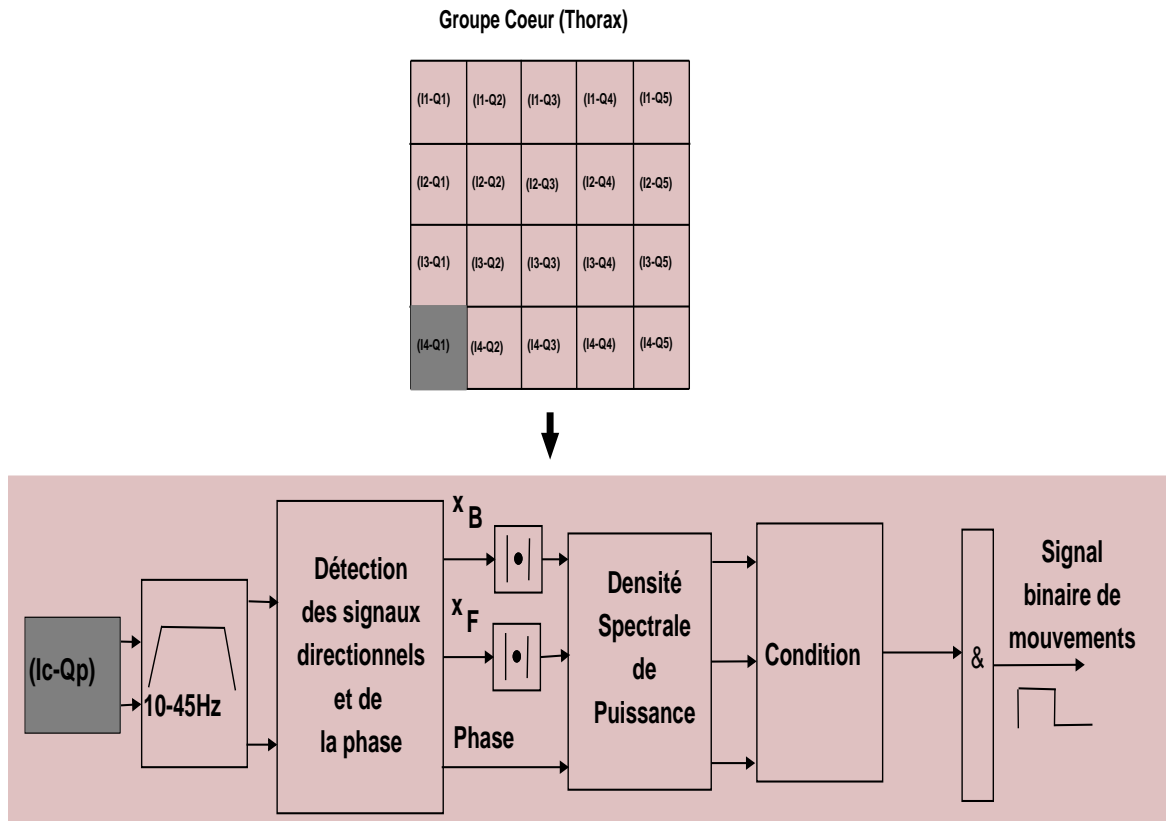 Groupe Coeur (Thorax)
(I1-Q1) (I1-Q2) (I1-Q3) (I1-Q4) (I1-Q5)
(I2-Q1) (I2-Q2) (I2-Q3) (I2-Q4) (I2-Q5)
(I3-Q1) (I3-Q2) (I3-Q3) (I3-Q4) (I3-Q5)
(I4-Q1) (I4-Q2) (I4-Q3) (I4-Q4) (I4-Q5)
(Ic-Qp)
10-45Hz
Détection
des signaux
directionnels
et de
la phase
x B
x F
Phase
|•|
|•|
Densité
Spectrale
de
Puissance
Condition
&
Signal
binaire de
mouvements